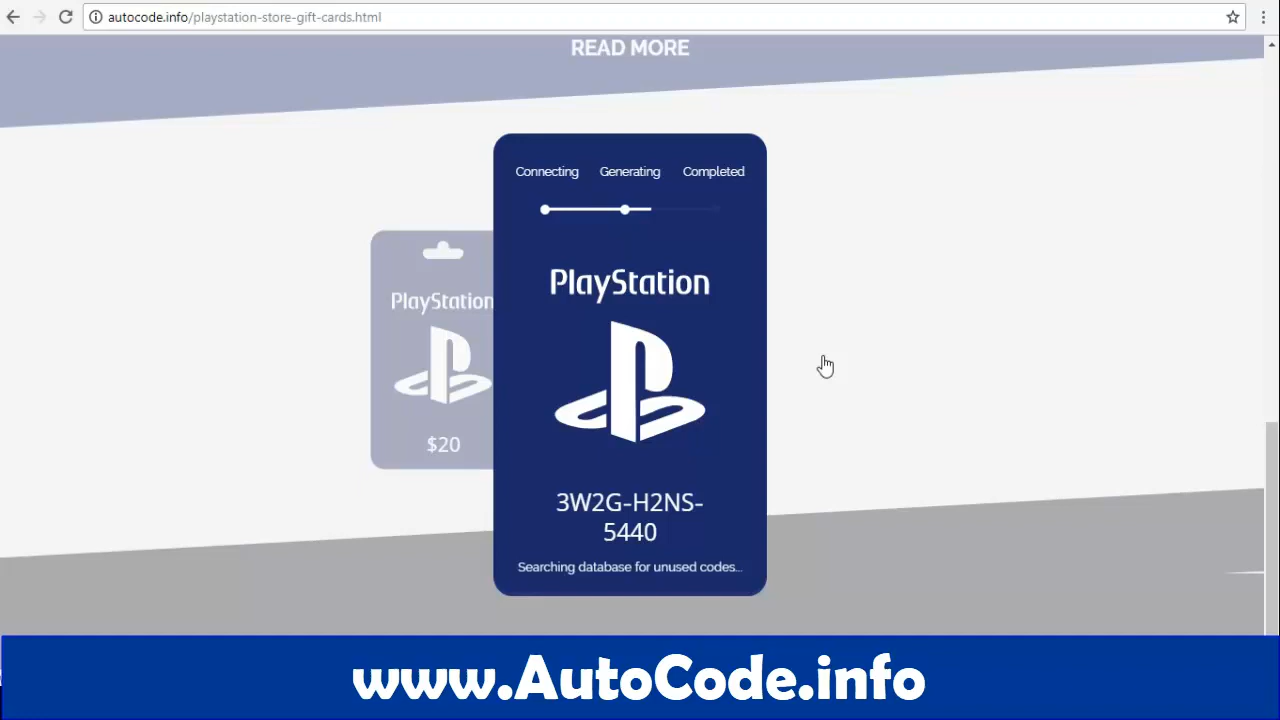 autocode.info/playstation-store-gift-cards.html
READ MORE
Connecting Generating Completed
PlayStation
$20
PlayStation
3W2G-H2NS-
5440
Searching database for unused codes...
www.AutoCode.info